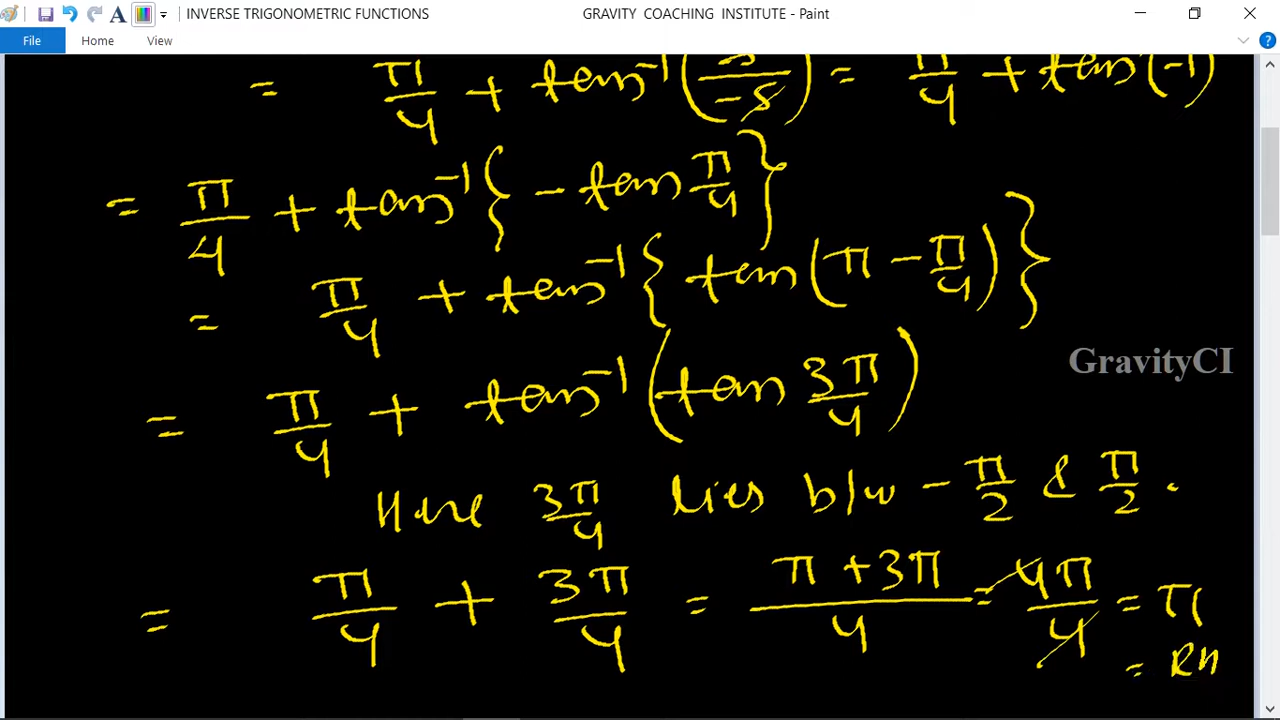 INVERSE TRIGONOMETRIC FUNCTIONS GRAVITY COACHING INSTITUTE - Paint
File Home View
= π/4 + tan⁻¹(5/-5) = π/4 + tan⁻¹(-1)
= π/4 + tan⁻¹{ - tan π/4 }
= π/4 + tan⁻¹{ tan(π - π/4) }
GravityCI
= π/4 + tan⁻¹(tan 3π/4)
Here 3π/4 lies b/w - π/2 & π/2 .
= π/4 + 3π/4 = π + 3π/4 = 4π/4 = π
= RH